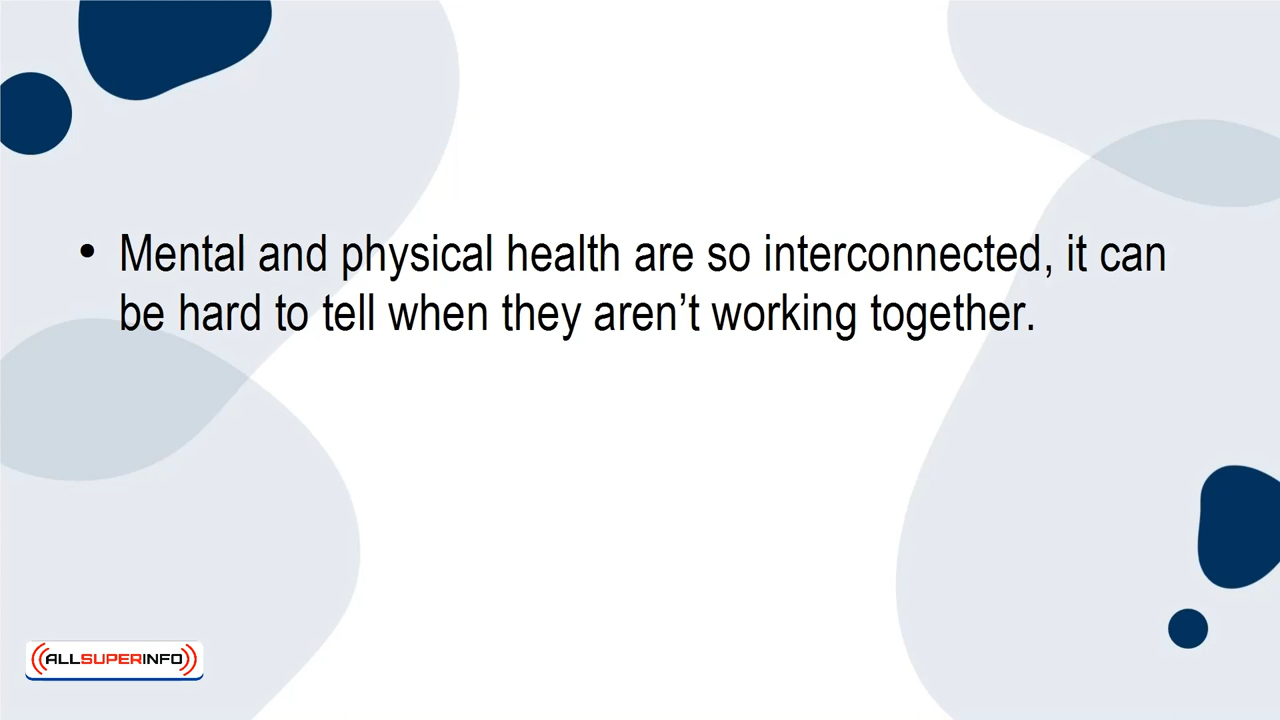 • Mental and physical health are so interconnected, it can
be hard to tell when they aren’t working together.
ALLSUPERINFO